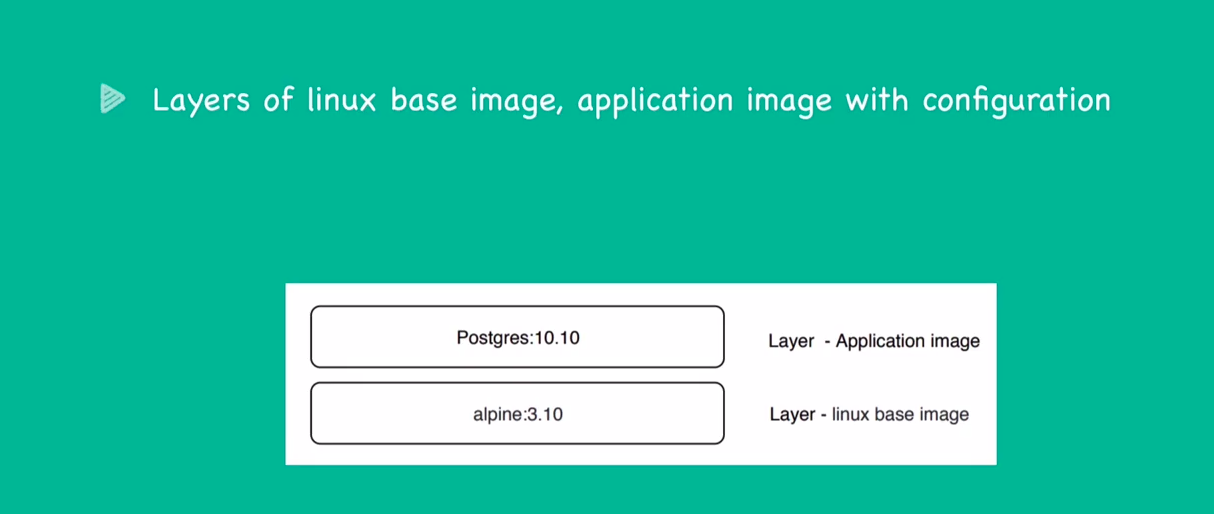 Layers of linux base image, application image with configuration
Postgres:10.10
Layer - Application image
alpine:3.10
Layer - linux base image